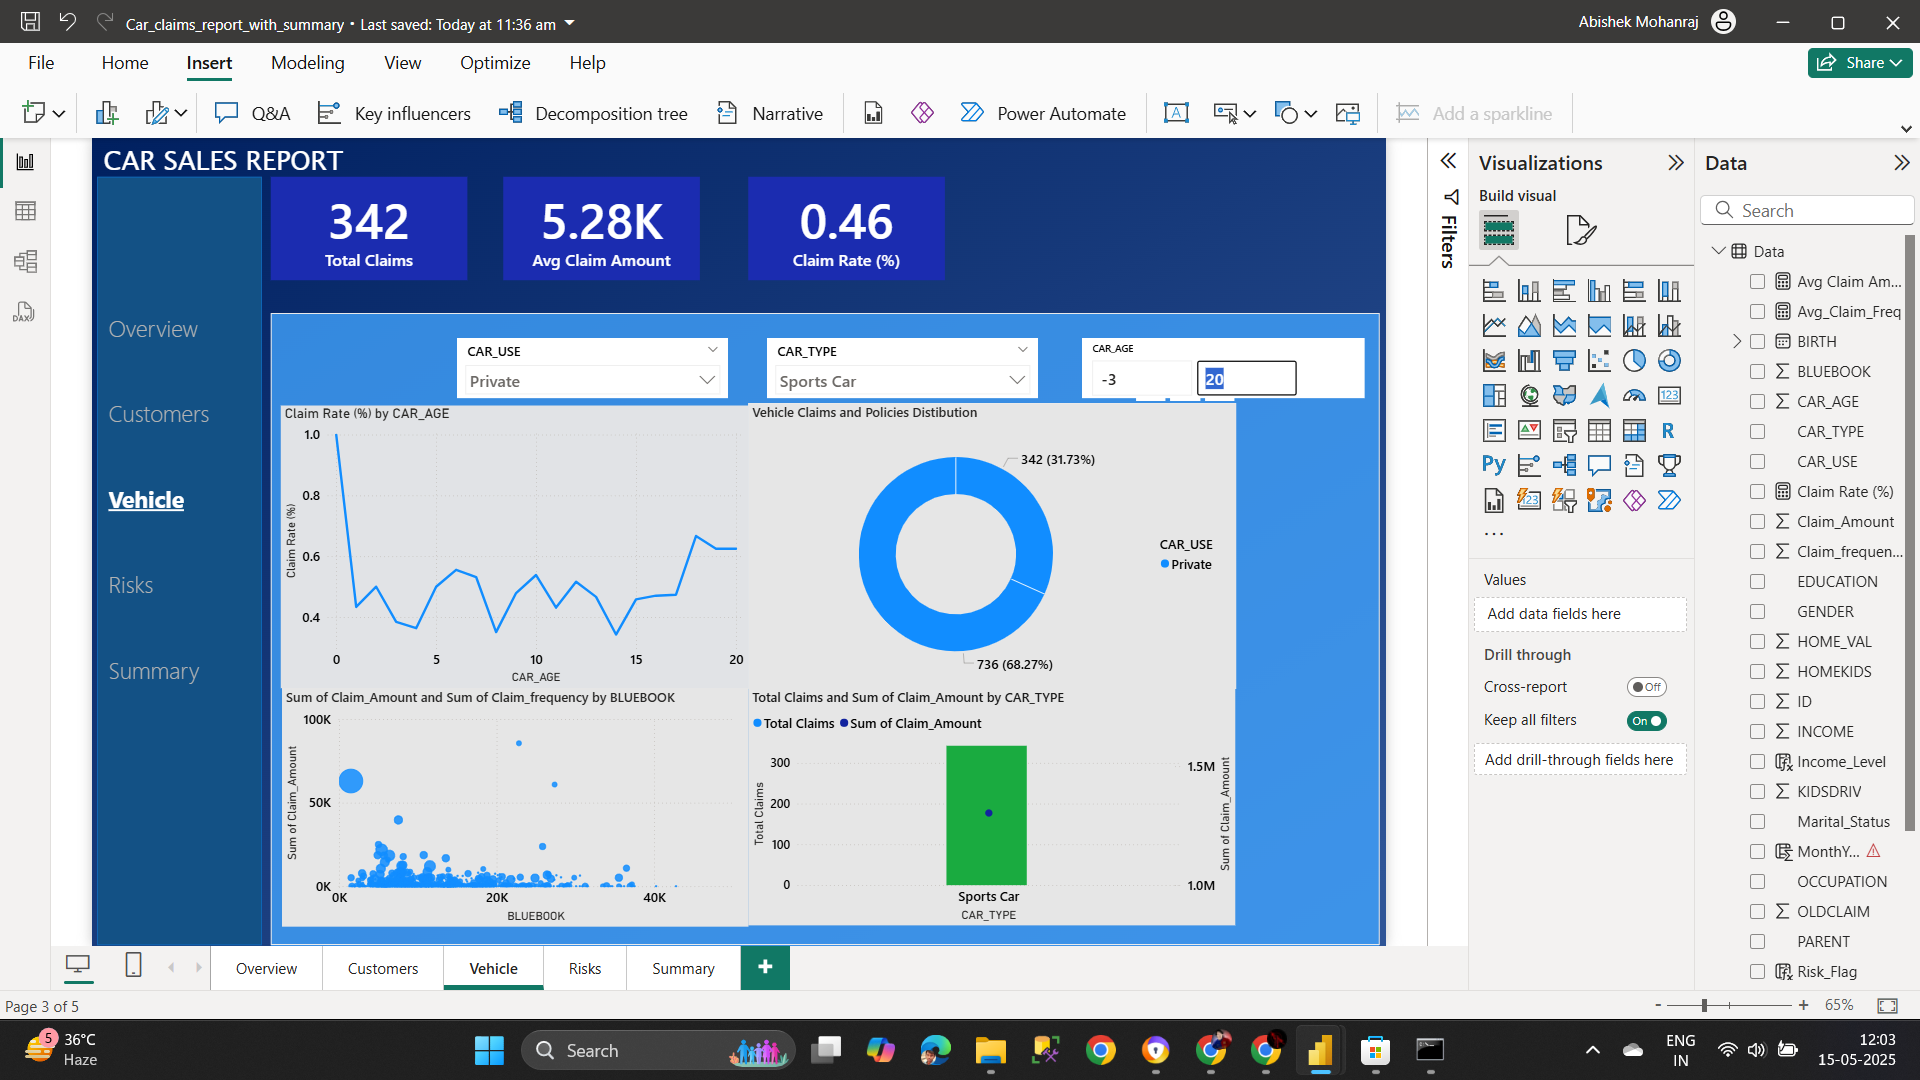 Car_claims_report_with_summary • Last saved: Today at 11:36 am
Abishek Mohanraj
File
Home
Insert
Modeling
View
Optimize
Help
Share
Q&A
Key influencers
Decomposition tree
Narrative
Power Automate
Add a sparkline
CAR SALES REPORT
342
Total Claims
5.28K
Avg Claim Amount
0.46
Claim Rate (%)
Overview
Customers
Vehicle
Risks
Summary
CAR_USE
Private
CAR_TYPE
Sports Car
CAR_AGE
-3
20
Claim Rate (%) by CAR_AGE
Claim Rate (%)
1.0
0.8
0.6
0.4
0
5
10
15
20
CAR_AGE
Vehicle Claims and Policies Distibution
342 (31.73%)
736 (68.27%)
CAR_USE
Private
Sum of Claim_Amount and Sum of Claim_frequency by BLUEBOOK
Sum of Claim_Amount
100K
50K
0K
0K
20K
40K
BLUEBOOK
Total Claims and Sum of Claim_Amount by CAR_TYPE
Total Claims
Sum of Claim_Amount
Total Claims
300
200
100
0
1.5M
1.0M
Sum of Claim_Amount
Sports Car
CAR_TYPE
Filters
Visualizations
Build visual
123
R
Py
123
...
Values
Add data fields here
Drill through
Cross-report
Off
Keep all filters
On
Add drill-through fields here
Data
Search
Data
Avg Claim Am...
Avg_Claim_Freq
BIRTH
BLUEBOOK
CAR_AGE
CAR_TYPE
CAR_USE
Claim Rate (%)
Claim_Amount
Claim_frequen...
EDUCATION
GENDER
HOME_VAL
HOMEKIDS
ID
INCOME
Income_Level
KIDSDRIV
Marital_Status
MonthY...
OCCUPATION
OLDCLAIM
PARENT
Risk_Flag
DAX
Overview
Customers
Vehicle
Risks
Summary
+
Page 3 of 5
- + 65%
5
36°C
Haze
Search
ENG
IN
12:03
15-05-2025